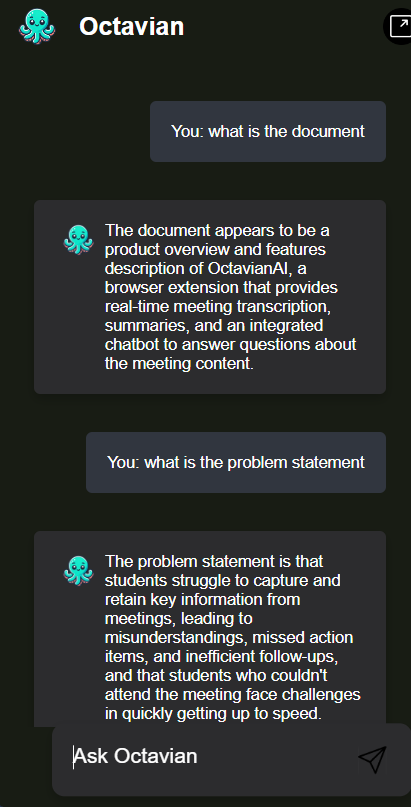 Octavian
You: what is the document
The document appears to be a
product overview and features
description of OctavianAI, a
browser extension that provides
real-time meeting transcription,
summaries, and an integrated
chatbot to answer questions about
the meeting content.
You: what is the problem statement
The problem statement is that
students struggle to capture and
retain key information from
meetings, leading to
misunderstandings, missed action
items, and inefficient follow-ups,
and that students who couldn't
attend the meeting face challenges
in quickly getting up to speed.
Ask Octavian